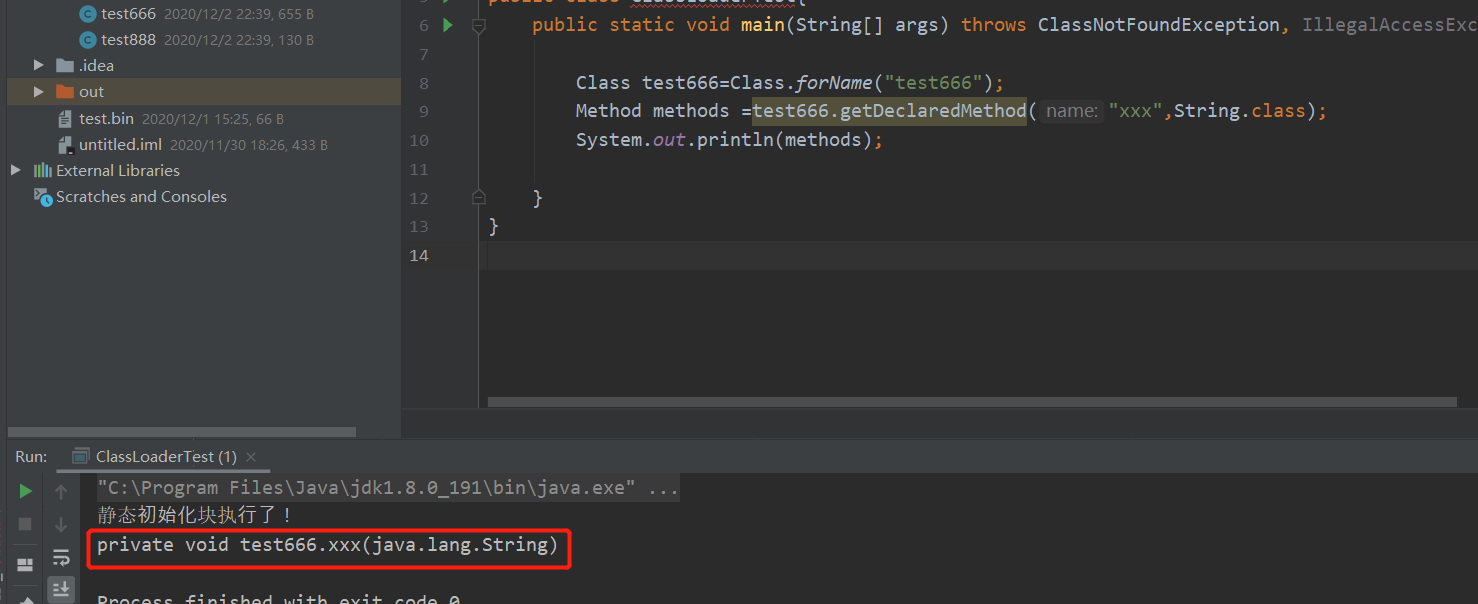 test666 2020/12/2 22:39, 655 B
test888 2020/12/2 22:39, 130 B
.idea
out
test.bin 2020/12/1 15:25, 66 B
untitled.iml 2020/11/30 18:26, 433 B
External Libraries
Scratches and Consoles
6 public static void main(String[] args) throws ClassNotFoundException, IllegalAccessExc
7
8 Class test666=Class.forName("test666");
9 Method methods =test666.getDeclaredMethod( name: "xxx",String.class);
10 System.out.println(methods);
11
12 }
13 }
14
Run: ClassLoaderTest (1)
"C:\Program Files\Java\jdk1.8.0_191\bin\java.exe" ...
静态初始化块执行了！
private void test666.xxx(java.lang.String)
Process finished with exit code 0